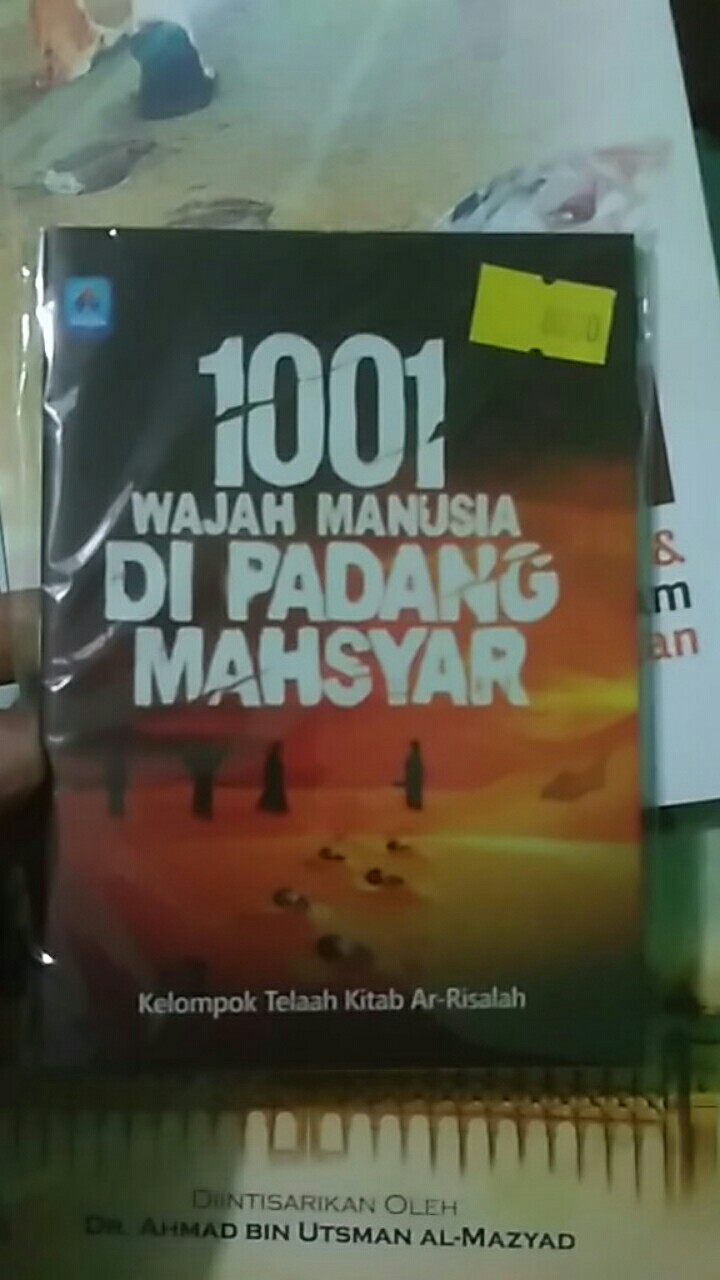 1001
WAJAH MANUSIA
DI PADANG
MAHSYAR
&
an
Kelompok Telaah Kitab Ar-Risalah
DIINTISARIKAN OLEH
DR. AHMAD BIN UTSMAN AL-MAZYAD